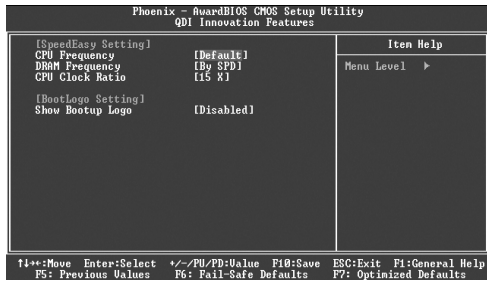 Phoenix - AwardBIOS CMOS Setup Utility
QDI Innovation Features
[SpeedEasy Setting]
CPU Frequency [Default]
DRAM Frequency [By SPD]
CPU Clock Ratio [15 X]
[BootLogo Setting]
Show Bootup Logo [Disabled]
Item Help
Menu Level ▶
↑↓→←:Move Enter:Select +/-/PU/PD:Value F10:Save ESC:Exit F1:General Help
F5: Previous Values F6: Fail-Safe Defaults F7: Optimized Defaults